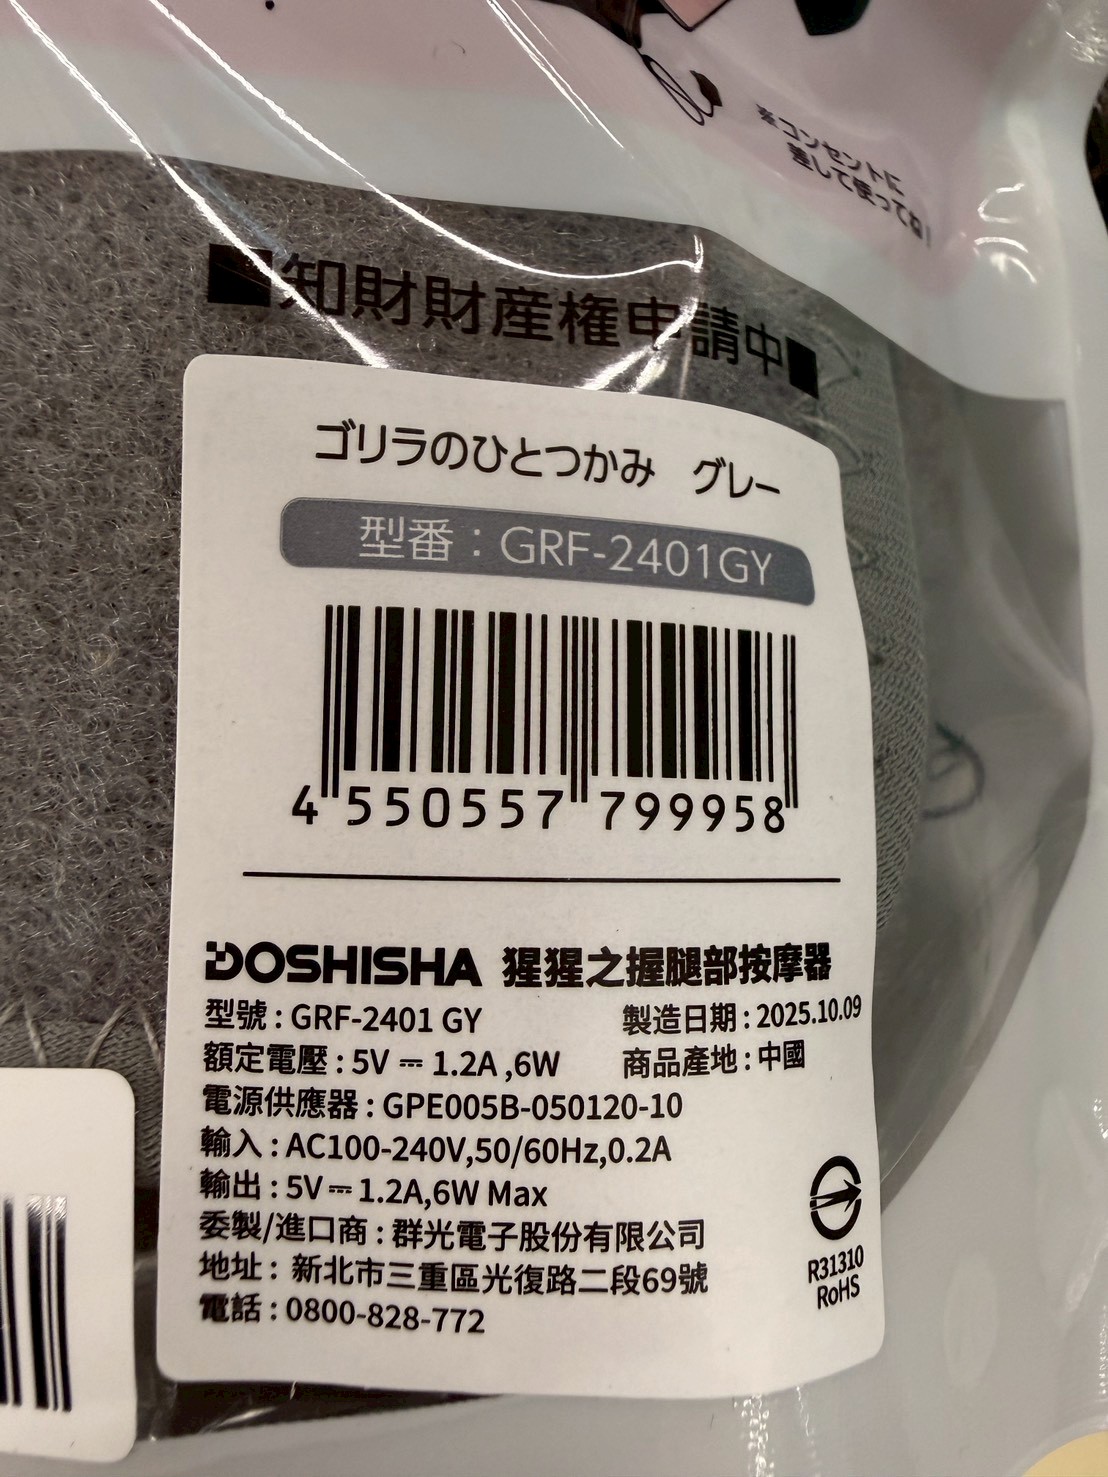 ※コンセントに
差して使ってね!
■知財財産権申請中■
ゴリラのひとつかみ グレー
型番：GRF-2401GY
4 550557 799958
DOSHISHA 猩猩之握腿部按摩器
型號：GRF-2401 GY 製造日期：2025.10.09
額定電壓：5V⎓1.2A ,6W 商品產地：中國
電源供應器：GPE005B-050120-10
輸入：AC100-240V,50/60Hz,0.2A
輸出：5V⎓1.2A,6W Max
委製/進口商：群光電子股份有限公司
地址：新北市三重區光復路二段69號
電話：0800-828-772
R31310
RoHS